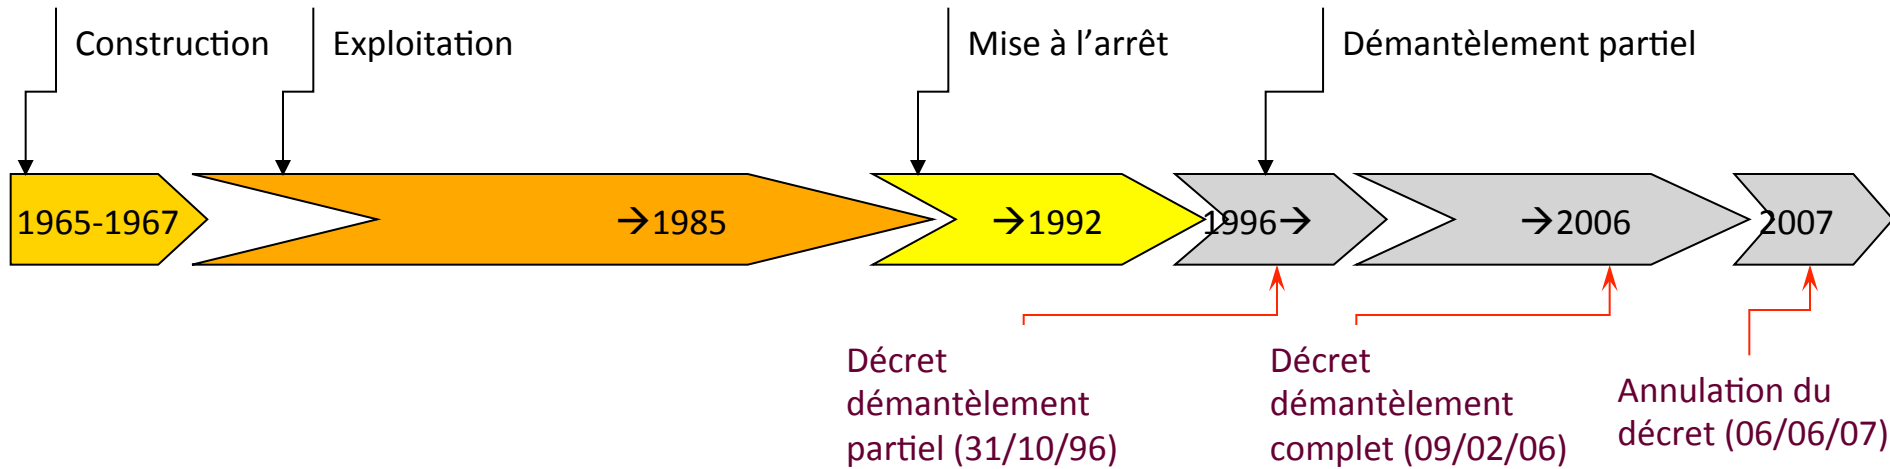 Construction
Exploitation
Mise à l’arrêt
Démantèlement partiel
1965-1967
→1985
→1992
1996→
→2006
2007
Décret
démantèlement
partiel (31/10/96)
Décret
démantèlement
complet (09/02/06)
Annulation du
décret (06/06/07)